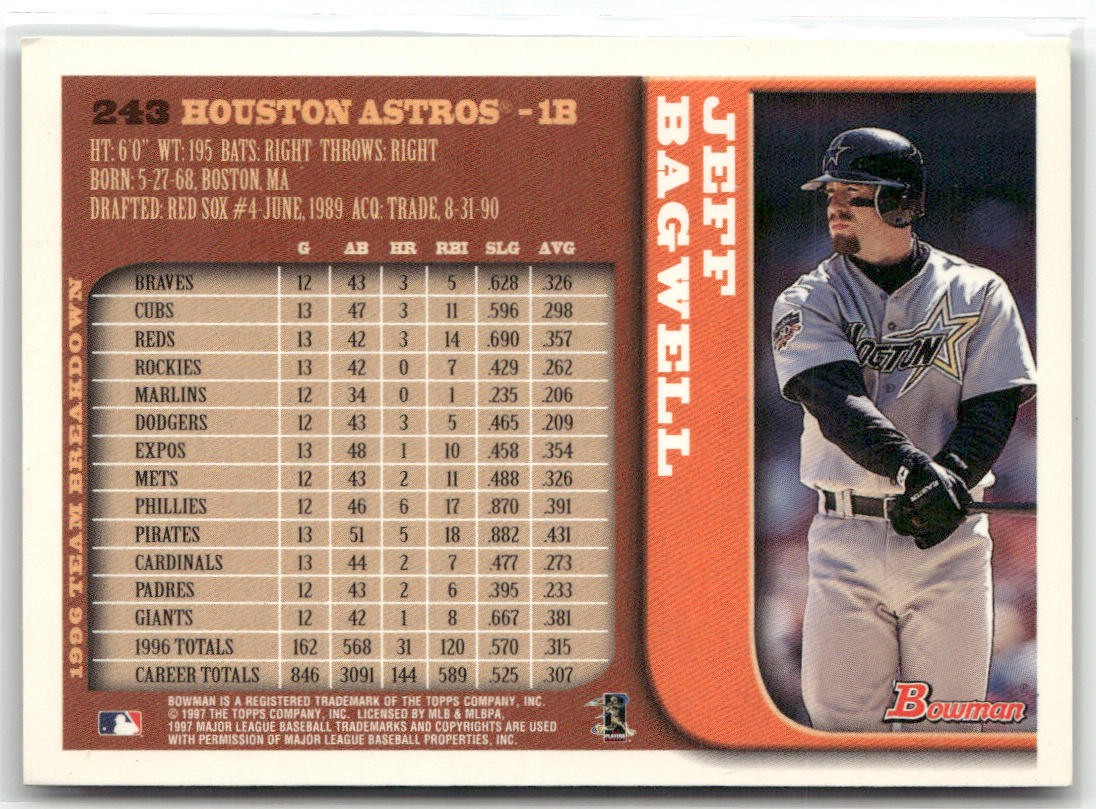 243 HOUSTON ASTROS® - 1B
HT: 6'0" WT: 195 BATS: RIGHT THROWS: RIGHT
BORN: 5-27-68, BOSTON, MA
DRAFTED: RED SOX #4-JUNE, 1989 ACQ: TRADE, 8-31-90
1996 TEAM BREAKDOWN
G AB HR RBI SLG AVG
BRAVES 12 43 3 5 .628 .326
CUBS 13 47 3 11 .596 .298
REDS 13 42 3 14 .690 .357
ROCKIES 13 42 0 7 .429 .262
MARLINS 12 34 0 1 .235 .206
DODGERS 12 43 3 5 .465 .209
EXPOS 13 48 1 10 .458 .354
METS 12 43 2 11 .488 .326
PHILLIES 12 46 6 17 .870 .391
PIRATES 13 51 5 18 .882 .431
CARDINALS 13 44 2 7 .477 .273
PADRES 12 43 2 6 .395 .233
GIANTS 12 42 1 8 .667 .381
1996 TOTALS 162 568 31 120 .570 .315
CAREER TOTALS 846 3091 144 589 .525 .307
BOWMAN IS A REGISTERED TRADEMARK OF THE TOPPS COMPANY, INC.
© 1997 THE TOPPS COMPANY, INC. LICENSED BY MLB & MLBPA,
1997 MAJOR LEAGUE BASEBALL TRADEMARKS AND COPYRIGHTS ARE USED
WITH PERMISSION OF MAJOR LEAGUE BASEBALL PROPERTIES, INC.
JEFF
BAGWELL
HOUSTON
Bowman